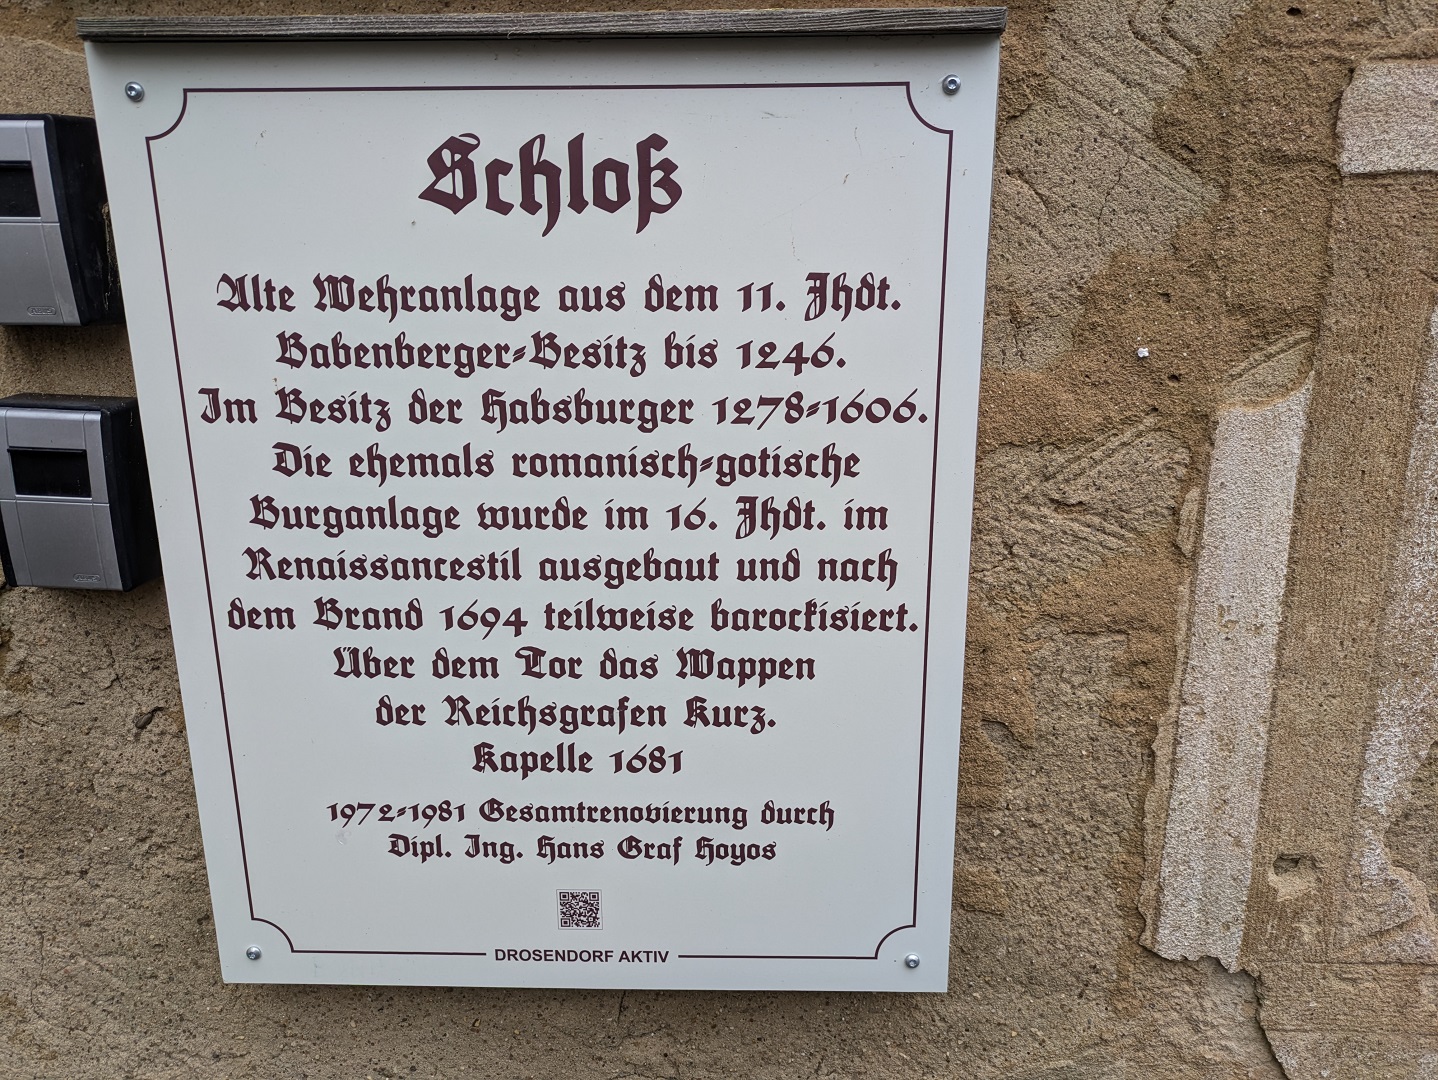 Schloß
Alte Wehranlage aus dem 11. Jhdt.
Babenberger-Besitz bis 1246.
Im Besitz der Habsburger 1278-1606.
Die ehemals romanisch-gotische
Burganlage wurde im 16. Jhdt. im
Renaissancestil ausgebaut und nach
dem Brand 1694 teilweise barockisiert.
Über dem Tor das Wappen
der Reichsgrafen Kurz.
Kapelle 1681
1972-1981 Gesamtrenovierung durch
Dipl. Ing. Hans Graf Hoyos
DROSENDORF AKTIV